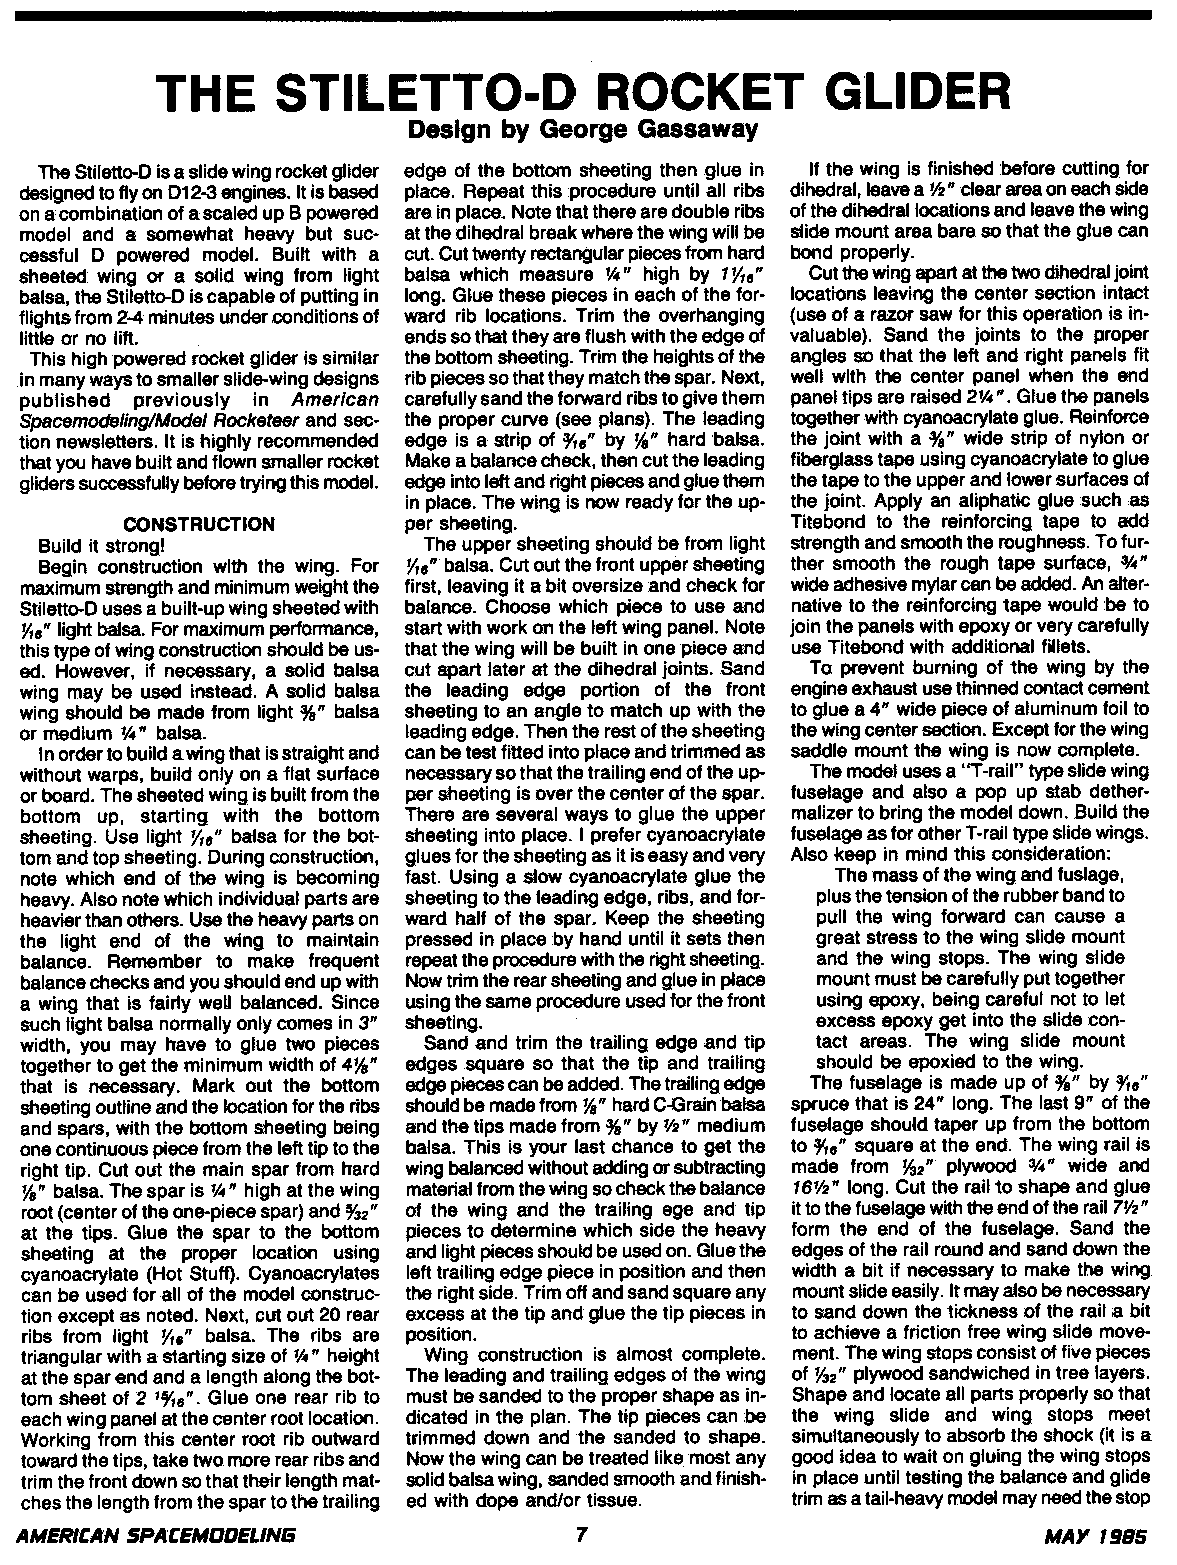 THE STILETTO-D ROCKET GLIDER
Design by George Gassaway
The Stiletto-D is a slide wing rocket glider
designed to fly on D12-3 engines. It is based
on a combination of a scaled up B powered
model and a somewhat heavy but suc-
cessful D powered model. Built with a
sheeted wing or a solid wing from light
balsa, the Stiletto-D is capable of putting in
flights from 2-4 minutes under conditions of
little or no lift.
This high powered rocket glider is similar
in many ways to smaller slide-wing designs
published previously in American
Spacemodeling/Model Rocketeer and sec-
tion newsletters. It is highly recommended
that you have built and flown smaller rocket
gliders successfully before trying this model.
CONSTRUCTION
Build it strong!
Begin construction with the wing. For
maximum strength and minimum weight the
Stiletto-D uses a built-up wing sheeted with
1/16" light balsa. For maximum performance,
this type of wing construction should be us-
ed. However, if necessary, a solid balsa
wing may be used instead. A solid balsa
wing should be made from light 3/8" balsa
or medium 1/4" balsa.
In order to build a wing that is straight and
without warps, build only on a flat surface
or board. The sheeted wing is built from the
bottom up, starting with the bottom
sheeting. Use light 1/16" balsa for the bot-
tom and top sheeting. During construction,
note which end of the wing is becoming
heavy. Also note which individual parts are
heavier than others. Use the heavy parts on
the light end of the wing to maintain
balance. Remember to make frequent
balance checks and you should end up with
a wing that is fairly well balanced. Since
such light balsa normally only comes in 3"
width, you may have to glue two pieces
together to get the minimum width of 4 1/8"
that is necessary. Mark out the bottom
sheeting outline and the location for the ribs
and spars, with the bottom sheeting being
one continuous piece from the left tip to the
right tip. Cut out the main spar from hard
1/8" balsa. The spar is 1/4" high at the wing
root (center of the one-piece spar) and 5/32"
at the tips. Glue the spar to the bottom
sheeting at the proper location using
cyanoacrylate (Hot Stuff). Cyanoacrylates
can be used for all of the model construc-
tion except as noted. Next, cut out 20 rear
ribs from light 1/16" balsa. The ribs are
triangular with a starting size of 1/4" height
at the spar end and a length along the bot-
tom sheet of 2 15/16". Glue one rear rib to
each wing panel at the center root location.
Working from this center root rib outward
toward the tips, take two more rear ribs and
trim the front down so that their length mat-
ches the length from the spar to the trailing
edge of the bottom sheeting then glue in
place. Repeat this procedure until all ribs
are in place. Note that there are double ribs
at the dihedral break where the wing will be
cut. Cut twenty rectangular pieces from hard
balsa which measure 1/4" high by 1 1/16"
long. Glue these pieces in each of the for-
ward rib locations. Trim the overhanging
ends so that they are flush with the edge of
the bottom sheeting. Trim the heights of the
rib pieces so that they match the spar. Next,
carefully sand the forward ribs to give them
the proper curve (see plans). The leading
edge is a strip of 3/16" by 1/8" hard balsa.
Make a balance check, then cut the leading
edge into left and right pieces and glue them
in place. The wing is now ready for the up-
per sheeting.
The upper sheeting should be from light
1/16" balsa. Cut out the front upper sheeting
first, leaving it a bit oversize and check for
balance. Choose which piece to use and
start with work on the left wing panel. Note
that the wing will be built in one piece and
cut apart later at the dihedral joints. Sand
the leading edge portion of the front
sheeting to an angle to match up with the
leading edge. Then the rest of the sheeting
can be test fitted into place and trimmed as
necessary so that the trailing end of the up-
per sheeting is over the center of the spar.
There are several ways to glue the upper
sheeting into place. I prefer cyanoacrylate
glues for the sheeting as it is easy and very
fast. Using a slow cyanoacrylate glue the
sheeting to the leading edge, ribs, and for-
ward half of the spar. Keep the sheeting
pressed in place by hand until it sets then
repeat the procedure with the right sheeting.
Now trim the rear sheeting and glue in place
using the same procedure used for the front
sheeting.
Sand and trim the trailing edge and tip
edges square so that the tip and trailing
edge pieces can be added. The trailing edge
should be made from 1/8" hard C-Grain balsa
and the tips made from 3/8" by 1/2" medium
balsa. This is your last chance to get the
wing balanced without adding or subtracting
material from the wing so check the balance
of the wing and the trailing ege and tip
pieces to determine which side the heavy
and light pieces should be used on. Glue the
left trailing edge piece in position and then
the right side. Trim off and sand square any
excess at the tip and glue the tip pieces in
position.
Wing construction is almost complete.
The leading and trailing edges of the wing
must be sanded to the proper shape as in-
dicated in the plan. The tip pieces can be
trimmed down and the sanded to shape.
Now the wing can be treated like most any
solid balsa wing, sanded smooth and finish-
ed with dope and/or tissue.
If the wing is finished before cutting for
dihedral, leave a 1/2" clear area on each side
of the dihedral locations and leave the wing
slide mount area bare so that the glue can
bond properly.
Cut the wing apart at the two dihedral joint
locations leaving the center section intact
(use of a razor saw for this operation is in-
valuable). Sand the joints to the proper
angles so that the left and right panels fit
well with the center panel when the end
panel tips are raised 2 1/4". Glue the panels
together with cyanoacrylate glue. Reinforce
the joint with a 3/8" wide strip of nylon or
fiberglass tape using cyanoacrylate to glue
the tape to the upper and lower surfaces of
the joint. Apply an aliphatic glue such as
Titebond to the reinforcing tape to add
strength and smooth the roughness. To fur-
ther smooth the rough tape surface, 3/4"
wide adhesive mylar can be added. An alter-
native to the reinforcing tape would be to
join the panels with epoxy or very carefully
use Titebond with additional fillets.
To prevent burning of the wing by the
engine exhaust use thinned contact cement
to glue a 4" wide piece of aluminum foil to
the wing center section. Except for the wing
saddle mount the wing is now complete.
The model uses a "T-rail" type slide wing
fuselage and also a pop up stab dether-
malizer to bring the model down. Build the
fuselage as for other T-rail type slide wings.
Also keep in mind this consideration:
The mass of the wing and fuslage,
plus the tension of the rubber band to
pull the wing forward can cause a
great stress to the wing slide mount
and the wing stops. The wing slide
mount must be carefully put together
using epoxy, being careful not to let
excess epoxy get into the slide con-
tact areas. The wing slide mount
should be epoxied to the wing.
The fuselage is made up of 3/8" by 3/16"
spruce that is 24" long. The last 9" of the
fuselage should taper up from the bottom
to 3/16" square at the end. The wing rail is
made from 1/32" plywood 3/4" wide and
16 1/2" long. Cut the rail to shape and glue
it to the fuselage with the end of the rail 7 1/2"
form the end of the fuselage. Sand the
edges of the rail round and sand down the
width a bit if necessary to make the wing
mount slide easily. It may also be necessary
to sand down the tickness of the rail a bit
to achieve a friction free wing slide move-
ment. The wing stops consist of five pieces
of 1/32" plywood sandwiched in tree layers.
Shape and locate all parts properly so that
the wing slide and wing stops meet
simultaneously to absorb the shock (it is a
good idea to wait on gluing the wing stops
in place until testing the balance and glide
trim as a tail-heavy model may need the stop
AMERICAN SPACEMODELING
7
MAY 1985